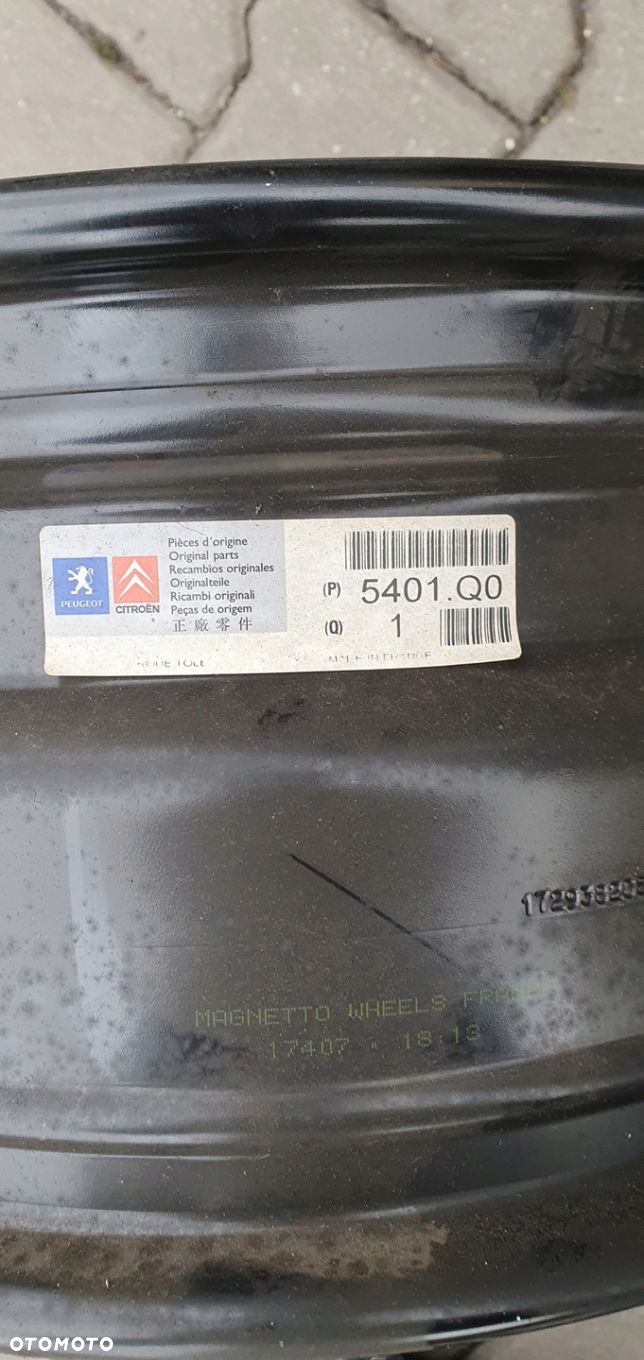 Pièces d'origine
Original parts
Recambios originales
Originalteile
Ricambi originali
Peças de origem
正廠零件
PEUGEOT
CITROËN
(P) 5401.Q0
(Q) 1
MAGNETTO WHEELS
17407 - 18:13
OTOMOTO